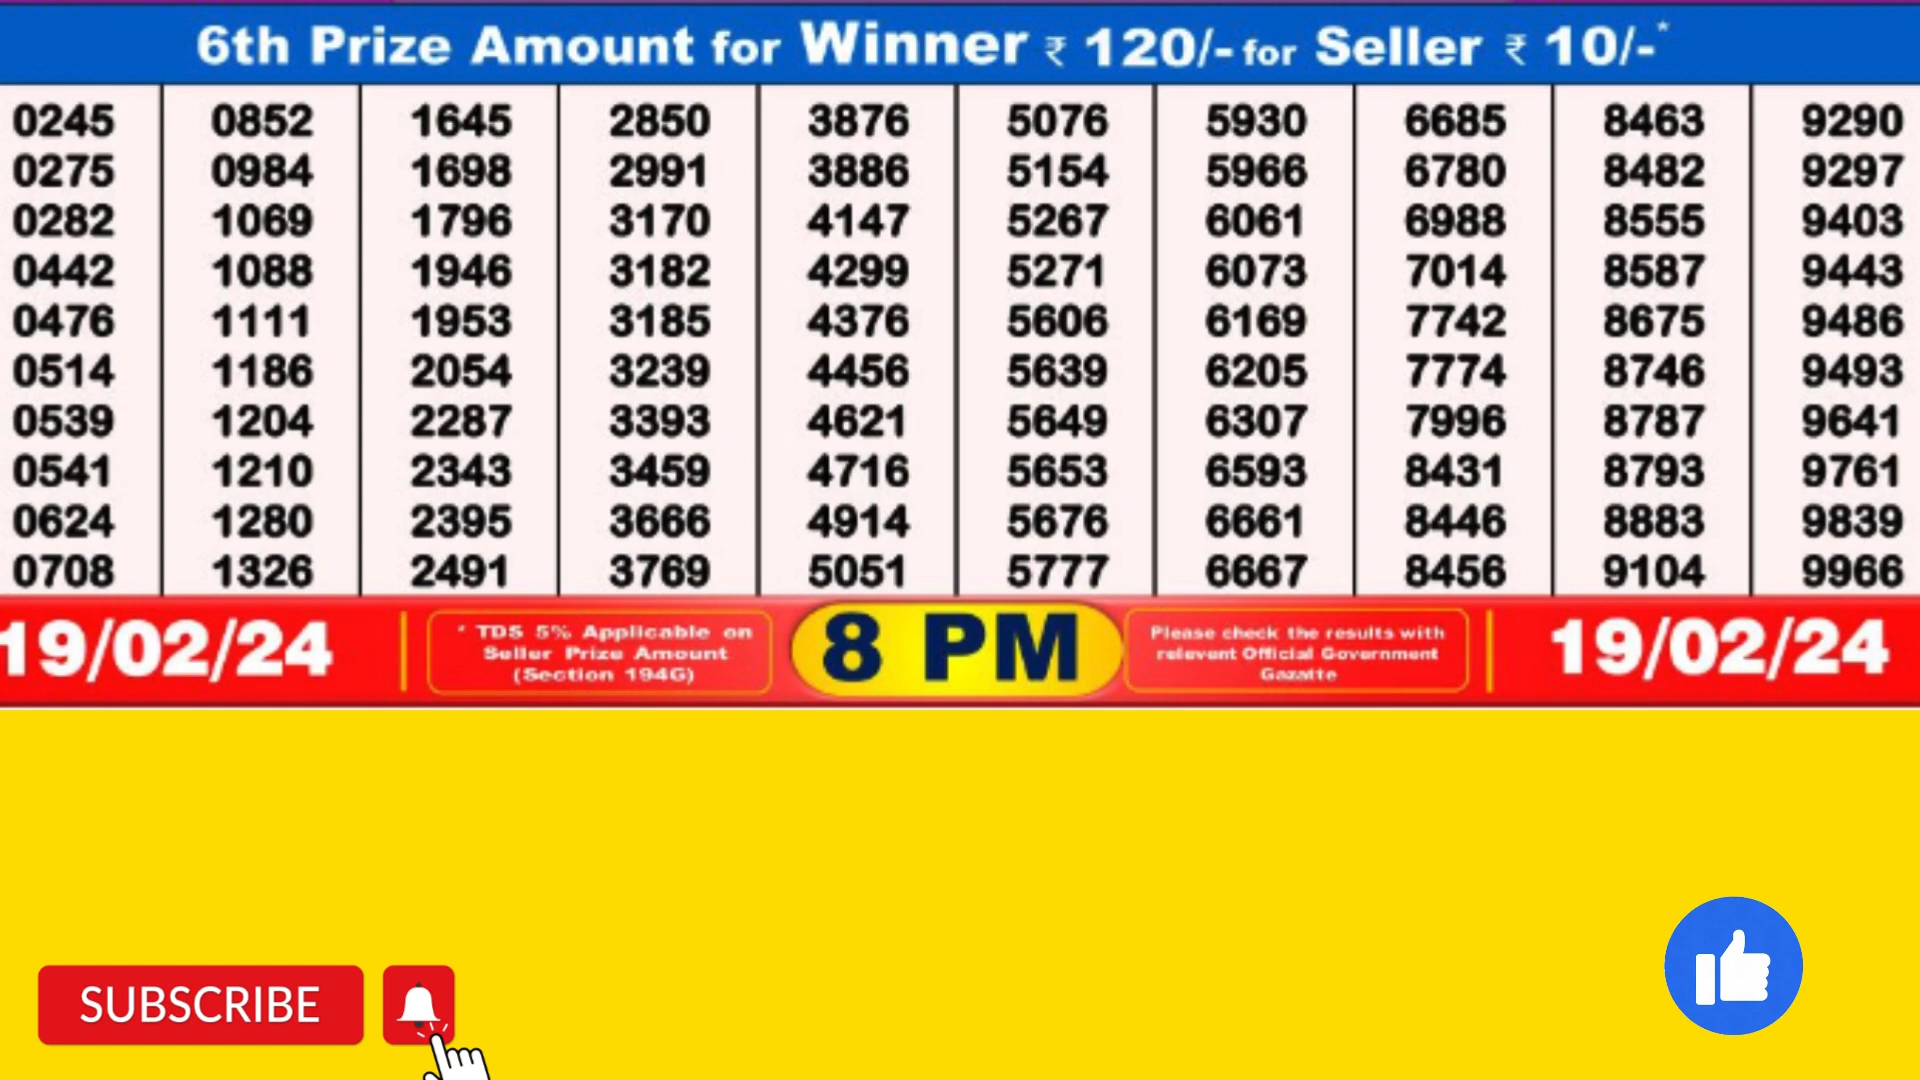 6th Prize Amount for Winner ₹ 120/- for Seller ₹ 10/-*
0245 0852 1645 2850 3876 5076 5930 6685 8463 9290
0275 0984 1698 2991 3886 5154 5966 6780 8482 9297
0282 1069 1796 3170 4147 5267 6061 6988 8555 9403
0442 1088 1946 3182 4299 5271 6073 7014 8587 9443
0476 1111 1953 3185 4376 5606 6169 7742 8675 9486
0514 1186 2054 3239 4456 5639 6205 7774 8746 9493
0539 1204 2287 3393 4621 5649 6307 7996 8787 9641
0541 1210 2343 3459 4716 5653 6593 8431 8793 9761
0624 1280 2395 3666 4914 5676 6661 8446 8883 9839
0708 1326 2491 3769 5051 5777 6667 8456 9104 9966
19/02/24
* TDS 5% Applicable on
Seller Prize Amount
(Section 194G)
8 PM
Please check the results with
relevant Official Government
Gazatte
19/02/24
SUBSCRIBE